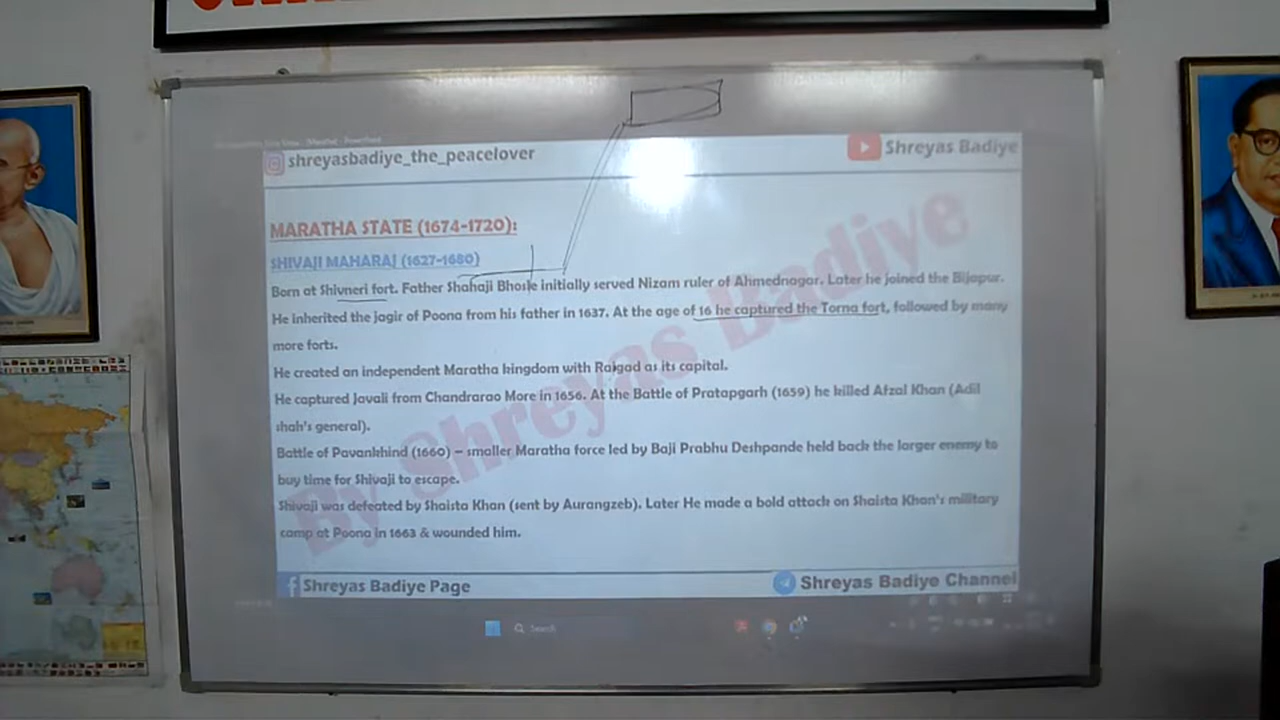 shreyasbadiye_the_peacelover
Shreyas Badiye
MARATHA STATE (1674-1720):
SHIVAJI MAHARAJ (1627-1680)
Born at Shivneri fort. Father Shahaji Bhosle initially served Nizam ruler of Ahmednagar. Later he joined the Bijapur.
He inherited the jagir of Poona from his father in 1637. At the age of 16 he captured the Torna fort, followed by many
more forts.
He created an independent Maratha kingdom with Raigad as its capital.
He captured Javali from Chandrarao More in 1656. At the Battle of Pratapgarh (1659) he killed Afzal Khan (Adil
shah's general).
Battle of Pavankhind (1660) – smaller Maratha force led by Baji Prabhu Deshpande held back the larger enemy to
buy time for Shivaji to escape.
Shivaji was defeated by Shaista Khan (sent by Aurangzeb). Later He made a bold attack on Shaista Khan's military
camp at Poona in 1663 & wounded him.
By Shreyas Badiye
Shreyas Badiye Page
Shreyas Badiye Channel
Search